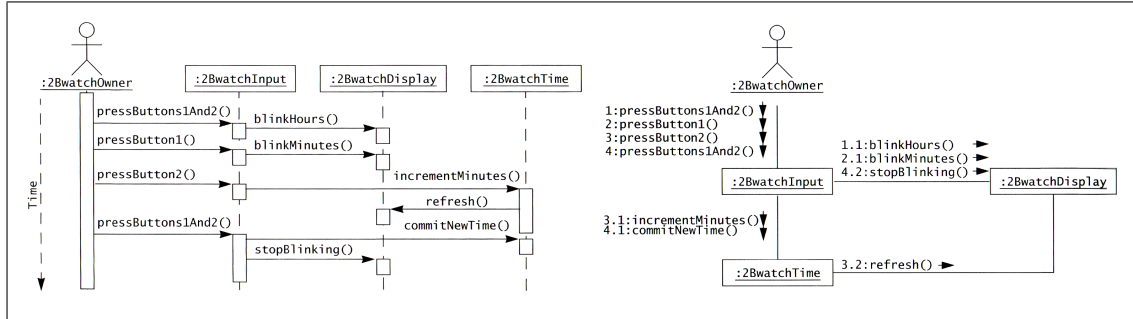 :2BwatchOwner
:2BwatchInput
:2BwatchDisplay
:2BwatchTime
Time
pressButtons1And2()
blinkHours()
pressButton1()
blinkMinutes()
pressButton2()
incrementMinutes()
refresh()
pressButtons1And2()
commitNewTime()
stopBlinking()
:2BwatchOwner
1:pressButtons1And2()
2:pressButton1()
3:pressButton2()
4:pressButtons1And2()
1.1:blinkHours()
2.1:blinkMinutes()
4.2:stopBlinking()
:2BwatchInput
:2BwatchDisplay
3.1:incrementMinutes()
4.1:commitNewTime()
:2BwatchTime
3.2:refresh()